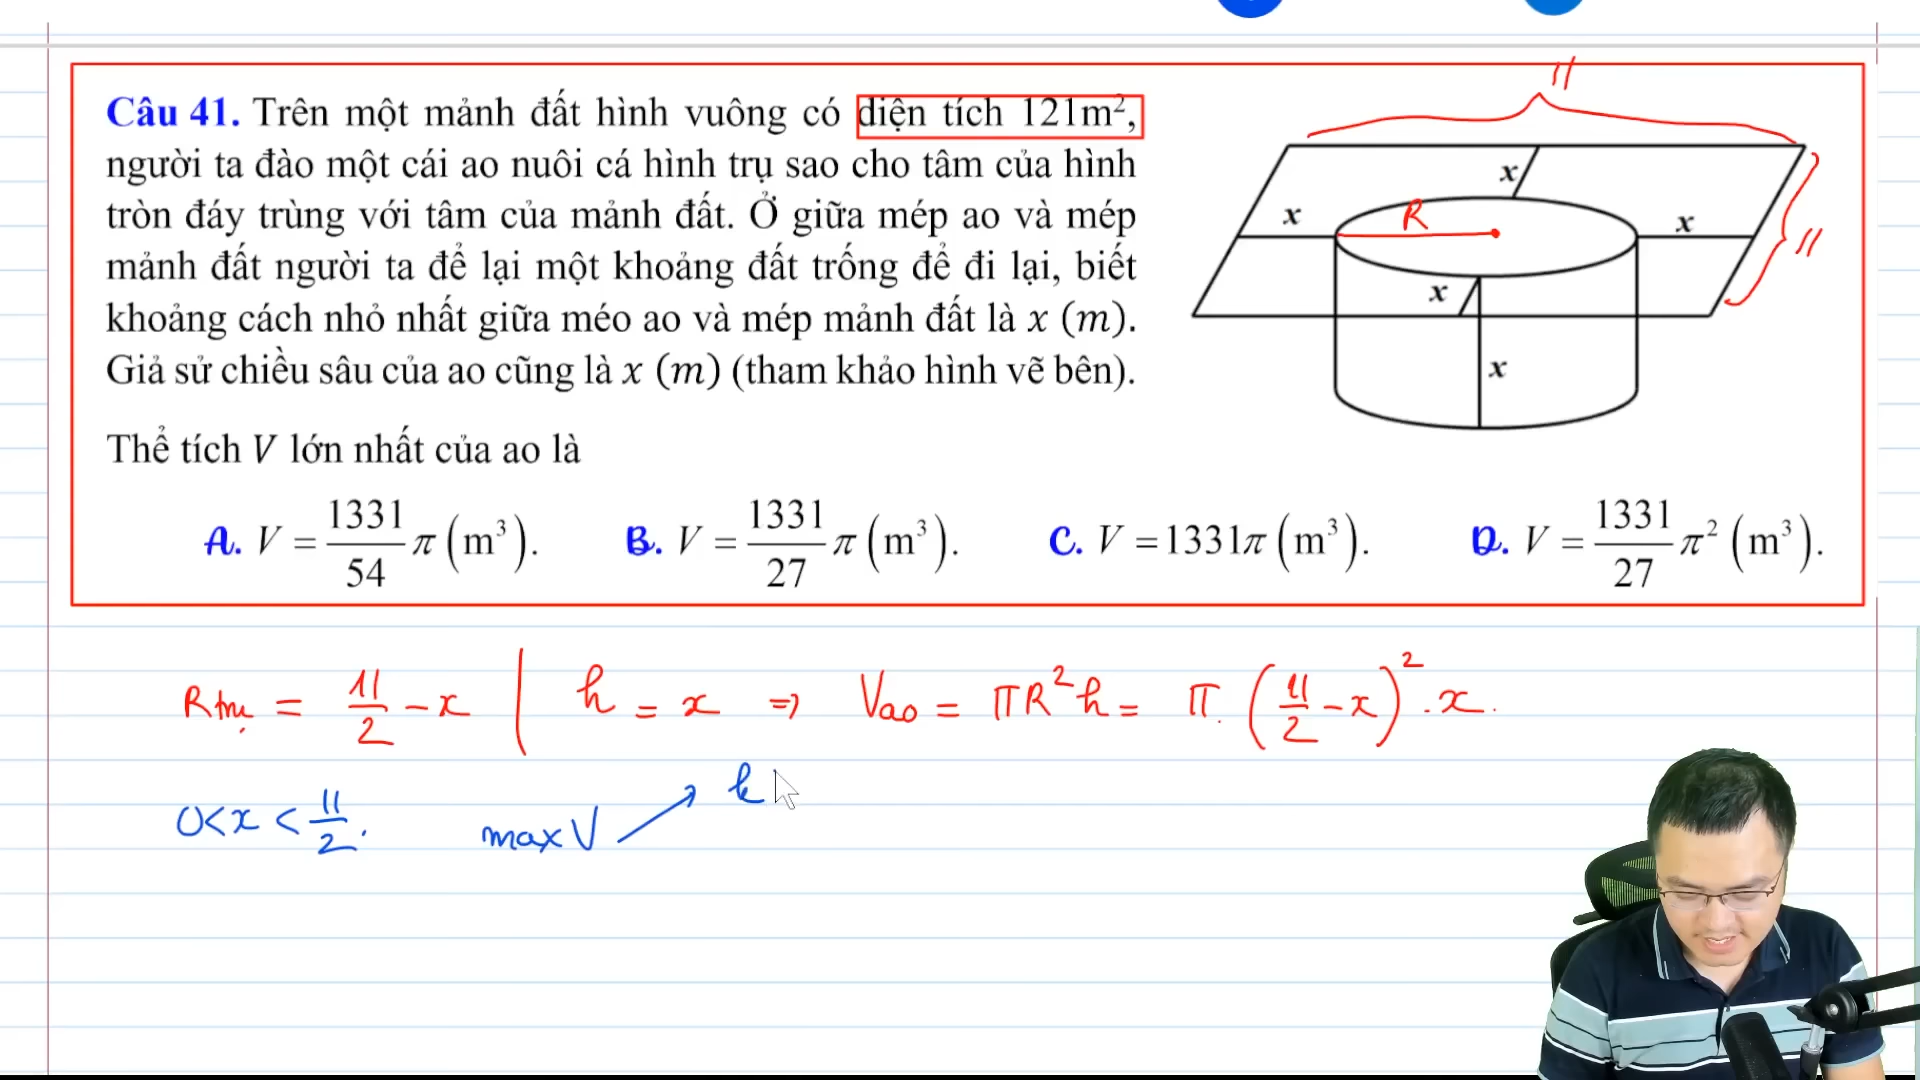 Câu 41. Trên một mảnh đất hình vuông có diện tích 121m²,
người ta đào một cái ao nuôi cá hình trụ sao cho tâm của hình
tròn đáy trùng với tâm của mảnh đất. Ở giữa mép ao và mép
mảnh đất người ta để lại một khoảng đất trống để đi lại, biết
khoảng cách nhỏ nhất giữa méo ao và mép mảnh đất là x (m).
Giả sử chiều sâu của ao cũng là x (m) (tham khảo hình vẽ bên).
Thể tích V lớn nhất của ao là
A. V = 1331/54 π (m³). B. V = 1331/27 π (m³). C. V = 1331π (m³). D. V = 1331/27 π² (m³).
11
x
x R x
11
x
x
R trụ = 11/2 - x | h = x ⇒ Vao = πR²h = π. (11/2 - x)² . x.
0 < x < 11/2. max V k